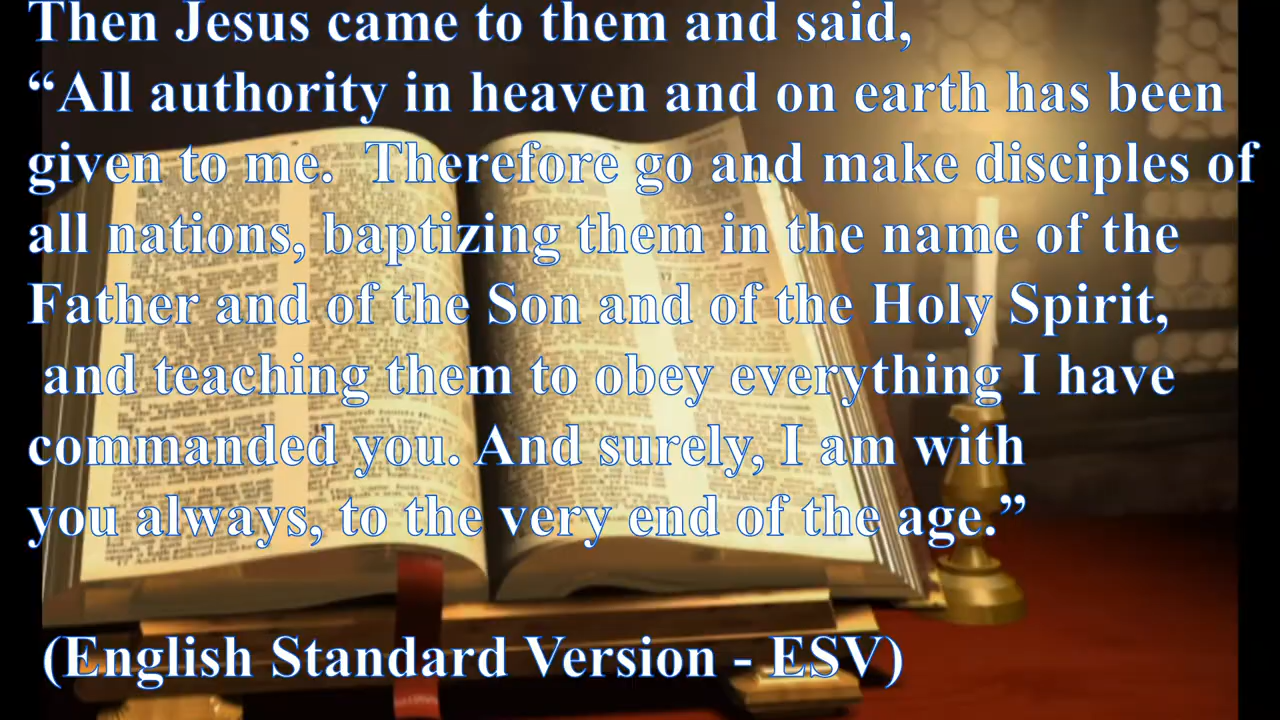 Then Jesus came to them and said,
“All authority in heaven and on earth has been
given to me.  Therefore go and make disciples of
all nations, baptizing them in the name of the
Father and of the Son and of the Holy Spirit,
and teaching them to obey everything I have
commanded you. And surely, I am with
you always, to the very end of the age.”
(English Standard Version - ESV)